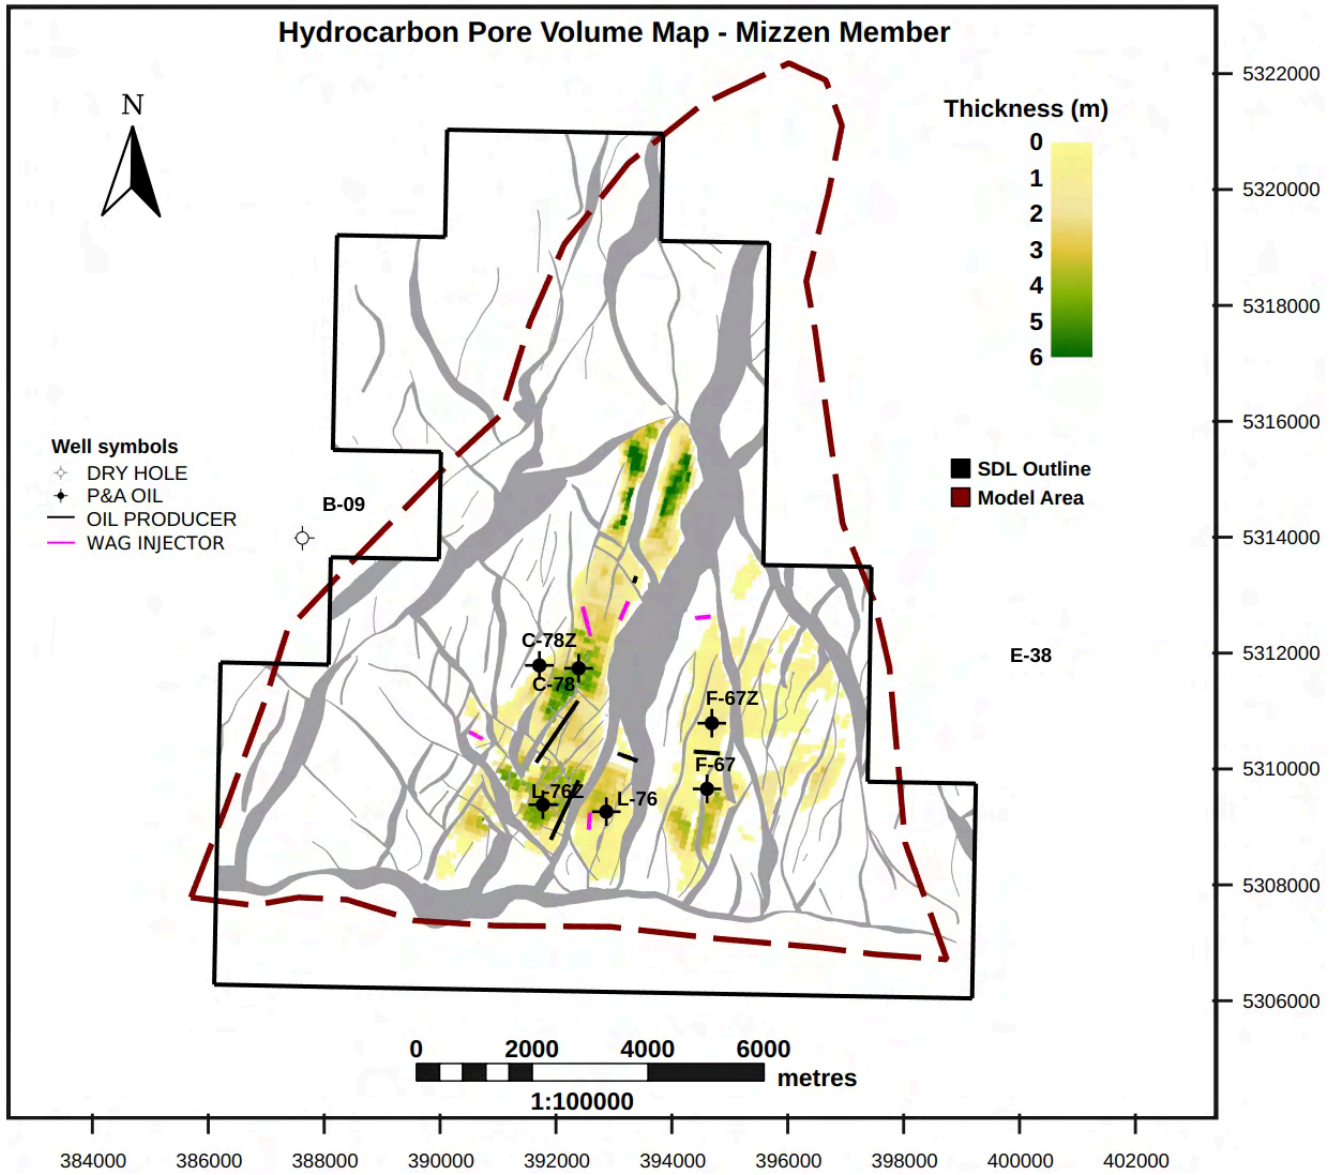 Hydrocarbon Pore Volume Map - Mizzen Member
N
Thickness (m)
0
1
2
3
4
5
6
5322000
5320000
5318000
5316000
5314000
5312000
5310000
5308000
5306000
Well symbols
DRY HOLE
P&A OIL
OIL PRODUCER
WAG INJECTOR
B-09
SDL Outline
Model Area
C-78Z
C-78
E-38
F-67Z
F-67
L-76Z
L-76
0 2000 4000 6000
metres
1:100000
384000 386000 388000 390000 392000 394000 396000 398000 400000 402000